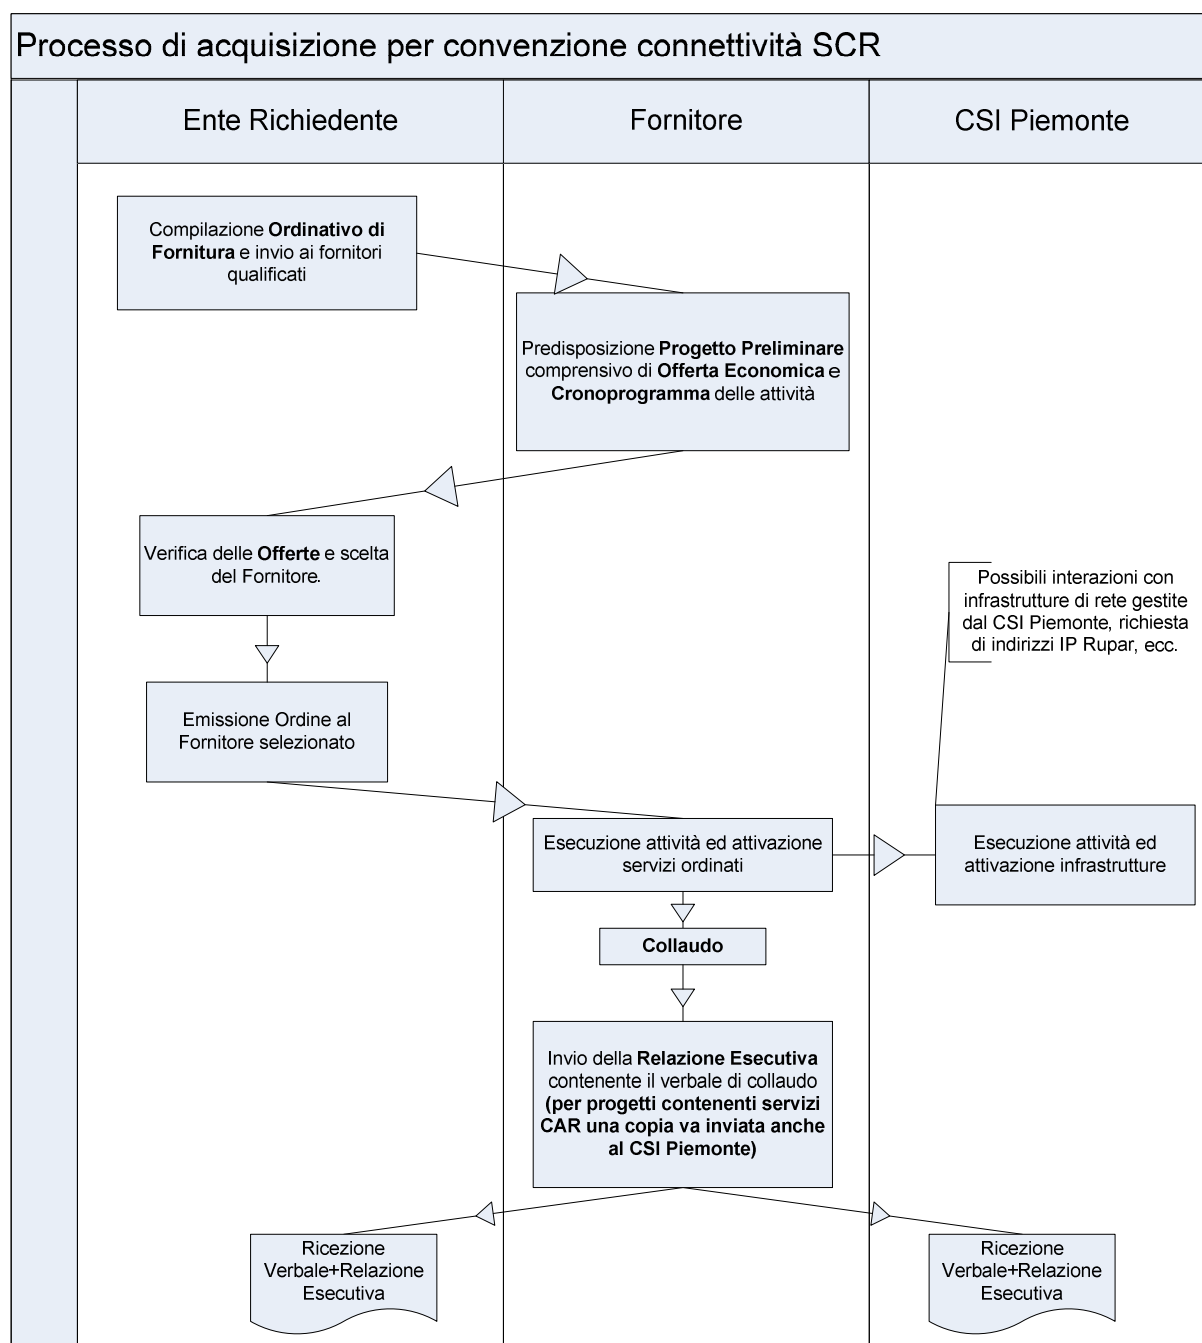 Processo di acquisizione per convenzione connettività SCR
Ente Richiedente
Fornitore
CSI Piemonte
Compilazione Ordinativo di
Fornitura e invio ai fornitori
qualificati
Predisposizione Progetto Preliminare
comprensivo di Offerta Economica e
Cronoprogramma delle attività
Verifica delle Offerte e scelta
del Fornitore.
Possibili interazioni con
infrastrutture di rete gestite
dal CSI Piemonte, richiesta
di indirizzi IP Rupar, ecc.
Emissione Ordine al
Fornitore selezionato
Esecuzione attività ed attivazione
servizi ordinati
Esecuzione attività ed
attivazione infrastrutture
Collaudo
Invio della Relazione Esecutiva
contenente il verbale di collaudo
(per progetti contenenti servizi
CAR una copia va inviata anche
al CSI Piemonte)
Ricezione
Verbale+Relazione
Esecutiva
Ricezione
Verbale+Relazione
Esecutiva